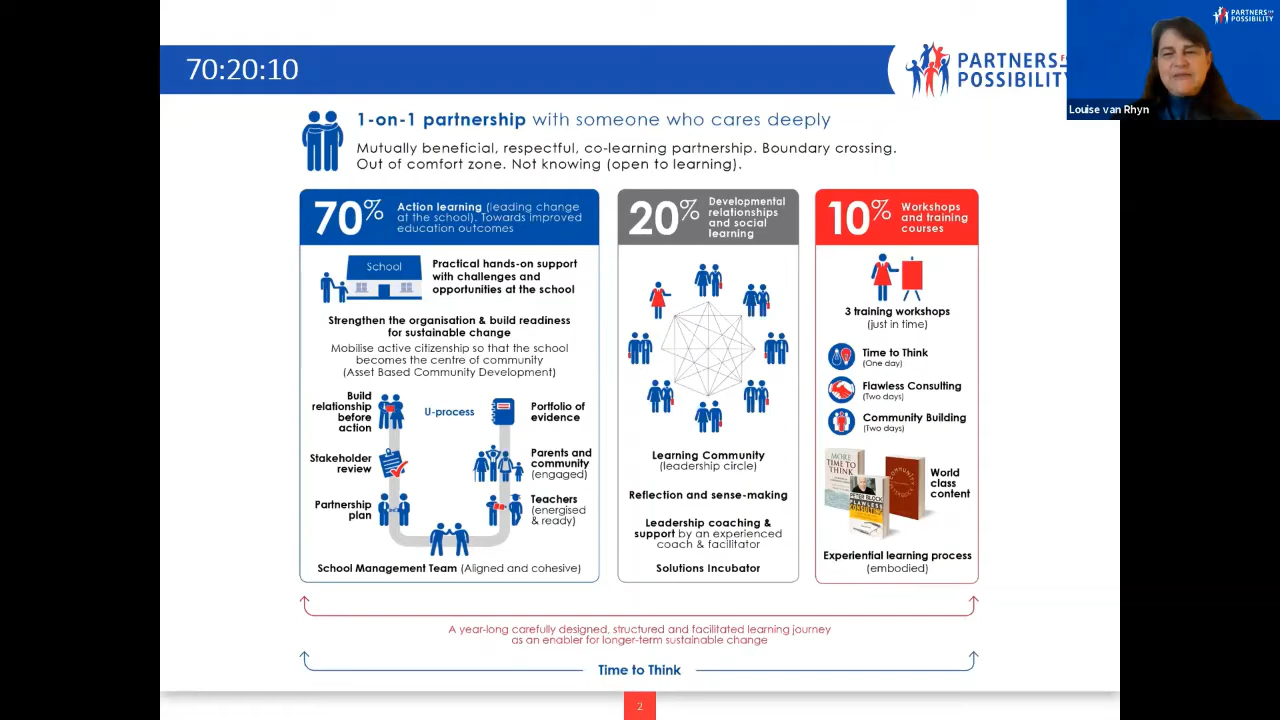 70:20:10
PARTNERS
POSSIBILITY
PARTNERS FOR
POSSIBILITY
Louise van Rhyn
1-on-1 partnership with someone who cares deeply
Mutually beneficial, respectful, co-learning partnership. Boundary crossing.
Out of comfort zone. Not knowing (open to learning).
70%
Action learning (leading change
at the school). Towards improved
education outcomes
School
Practical hands-on support
with challenges and
opportunities at the school
Strengthen the organisation & build readiness
for sustainable change
Mobilise active citizenship so that the school
becomes the centre of community
(Asset Based Community Development)
Build
relationship
before
action
U-process
Portfolio of
evidence
Stakeholder
review
Parents and
community
(engaged)
Partnership
plan
Teachers
(energised
& ready)
School Management Team (Aligned and cohesive)
20%
Developmental
relationships
and social
learning
Learning Community
(leadership circle)
Reflection and sense-making
Leadership coaching &
support by an experienced
coach & facilitator
Solutions Incubator
10%
Workshops
and training
courses
3 training workshops
(just in time)
Time to Think
(One day)
Flawless Consulting
(Two days)
Community Building
(Two days)
MORE
TIME TO
THINK
PETER BLOCK
FLAWLESS
CONSULTING
COMMUNITY
World
class
content
Experiential learning process
(embodied)
A year-long carefully designed, structured and facilitated learning journey
as an enabler for longer-term sustainable change
Time to Think
2